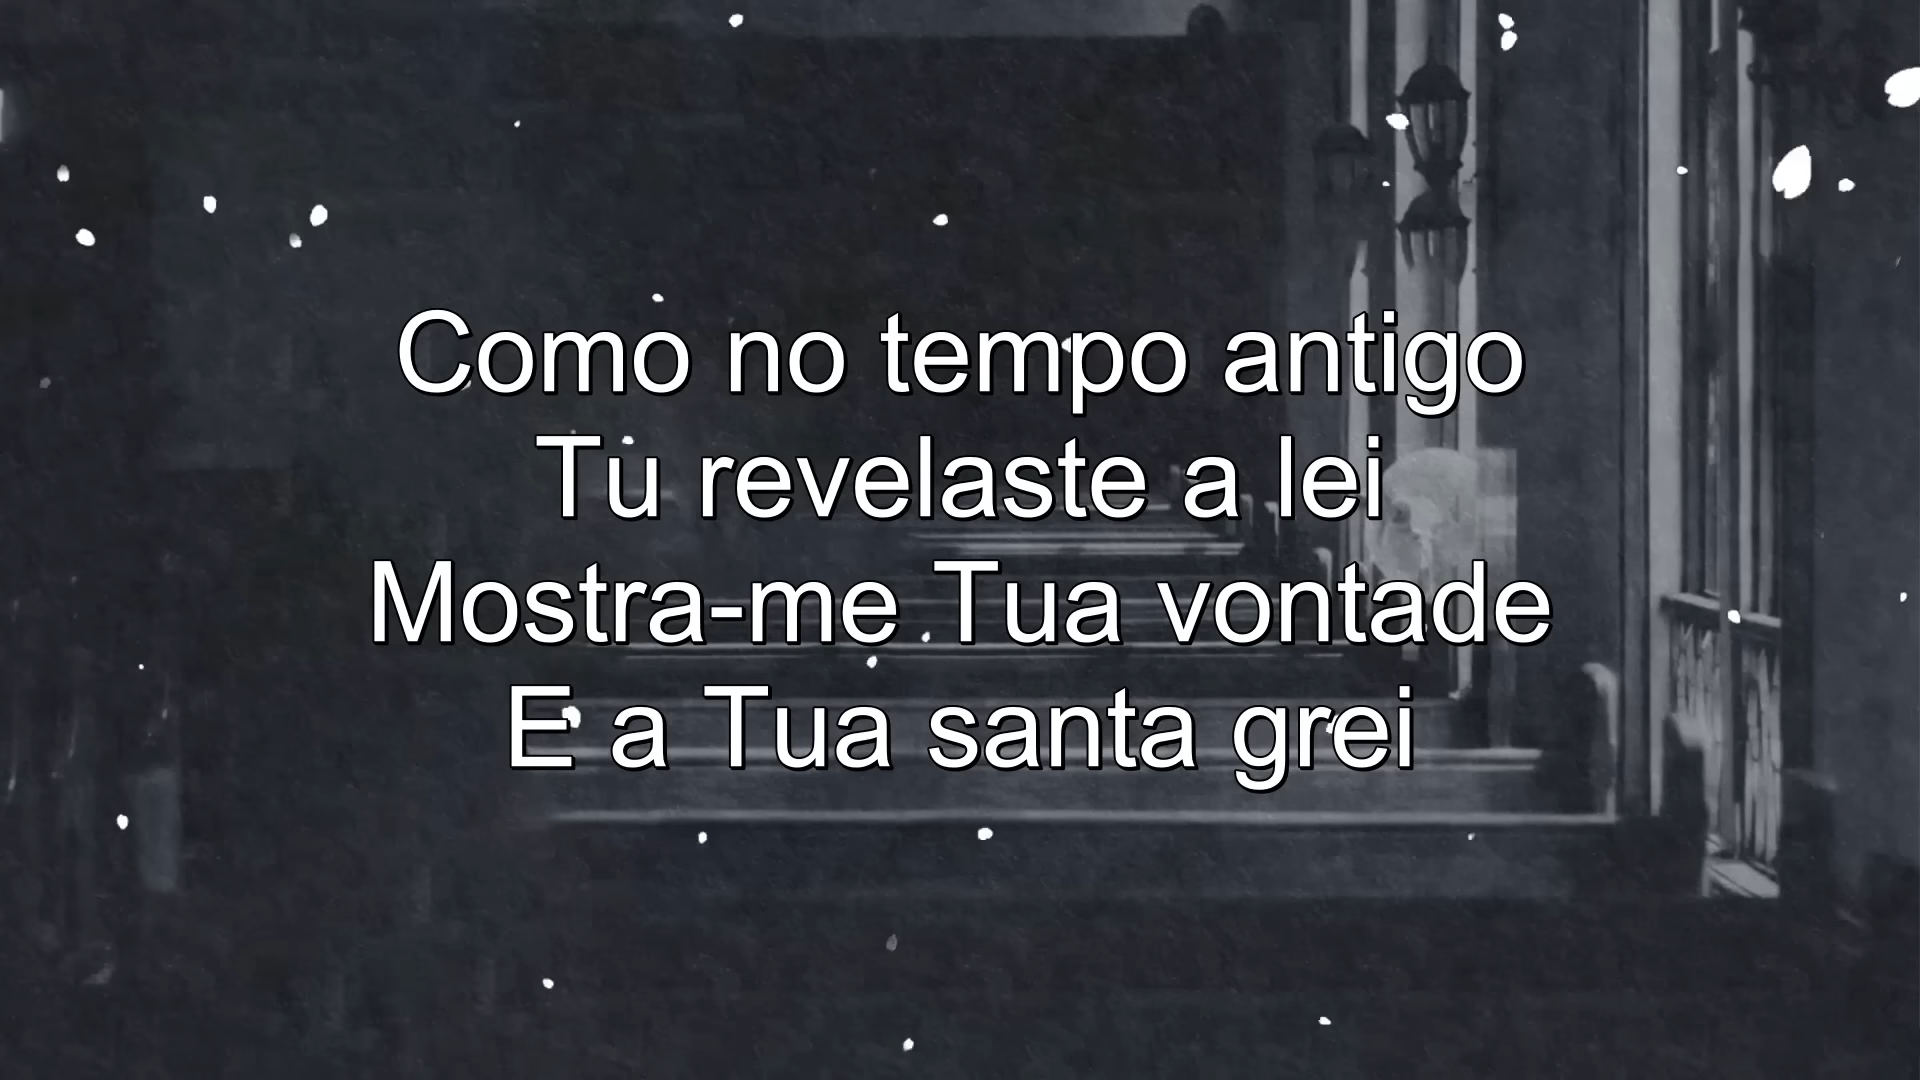 Como no tempo antigo
Tu revelaste a lei
Mostra-me Tua vontade
E a Tua santa grei